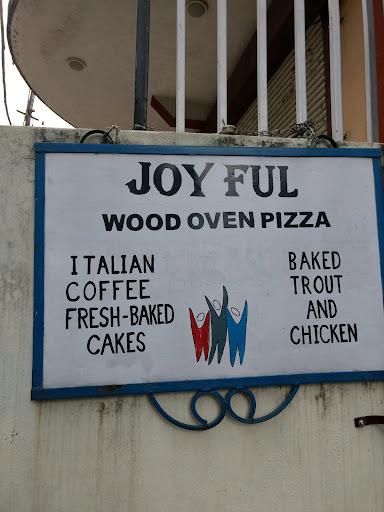 JOY FUL
WOOD OVEN PIZZA
ITALIAN
COFFEE
FRESH-BAKED
CAKES
BAKED
TROUT
AND
CHICKEN